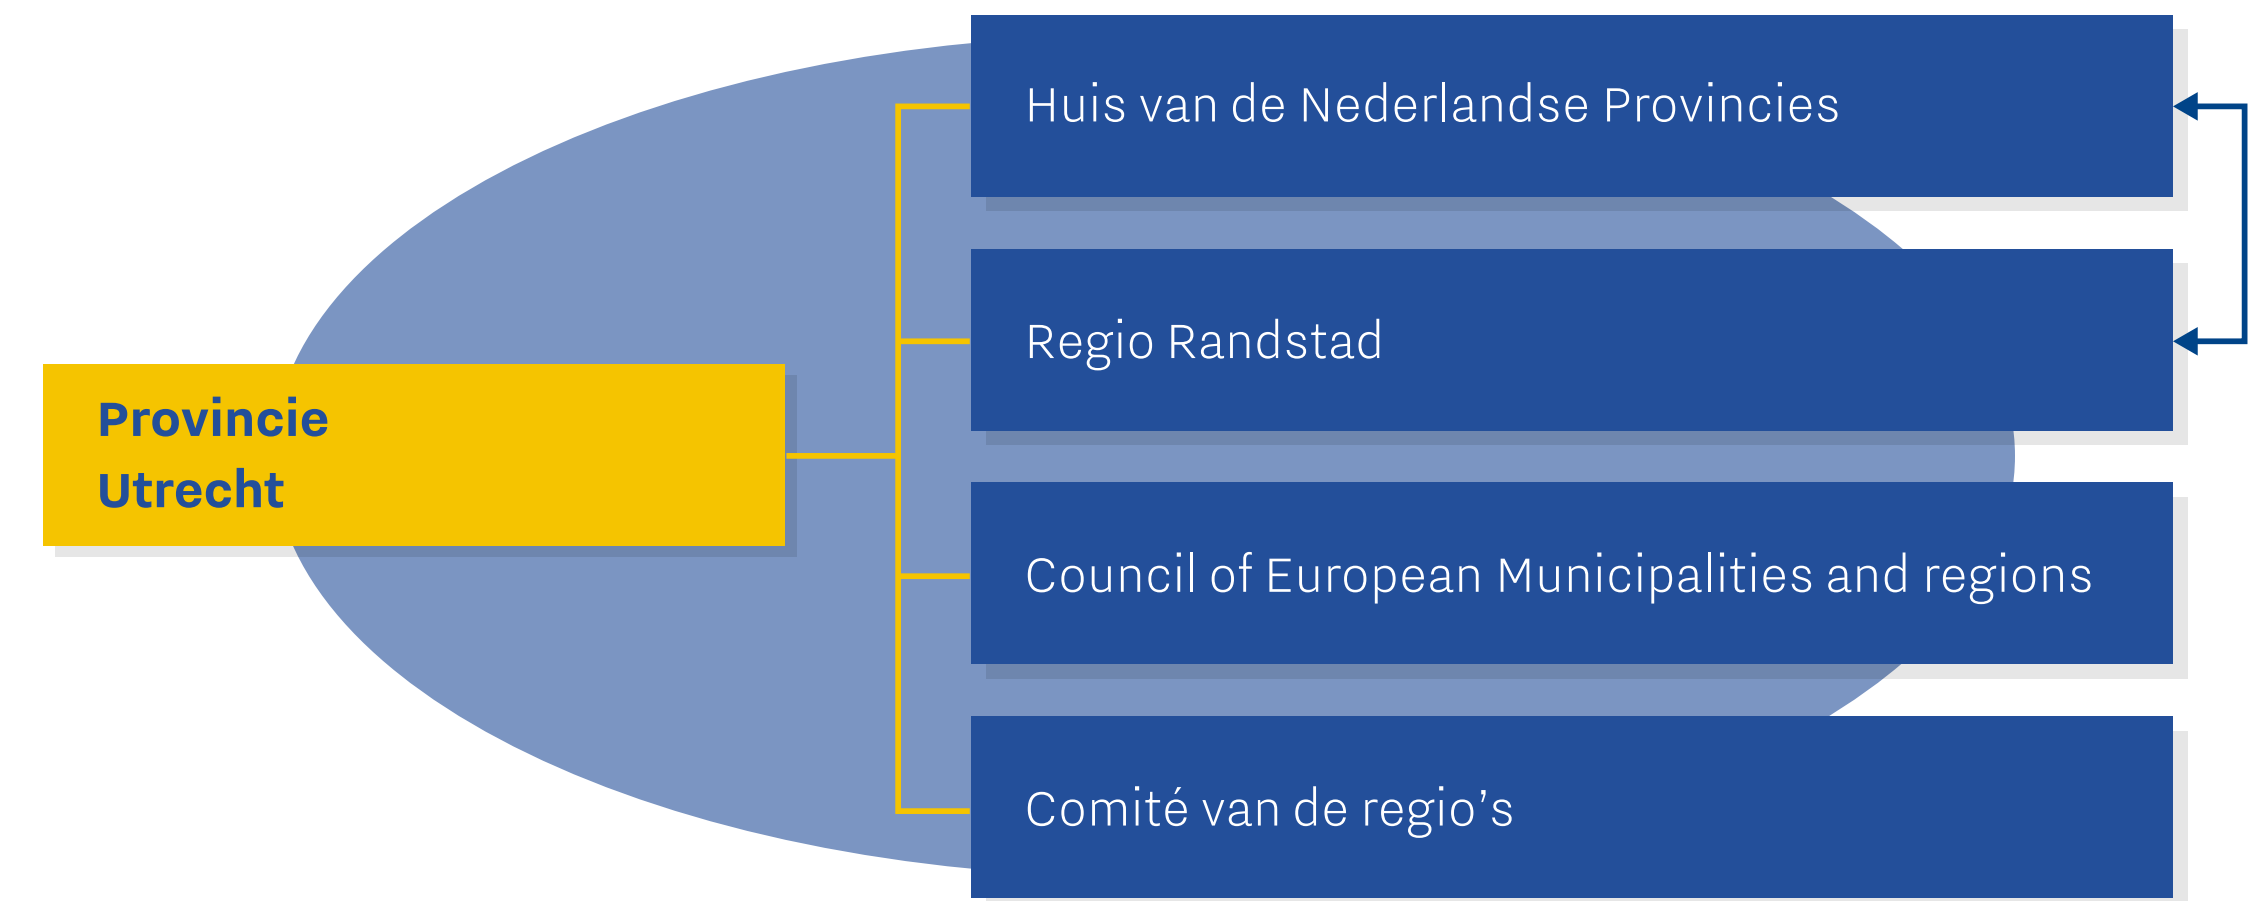 Huis van de Nederlandse Provincies
Regio Randstad
Provincie
Utrecht
Council of European Municipalities and regions
Comité van de regio’s